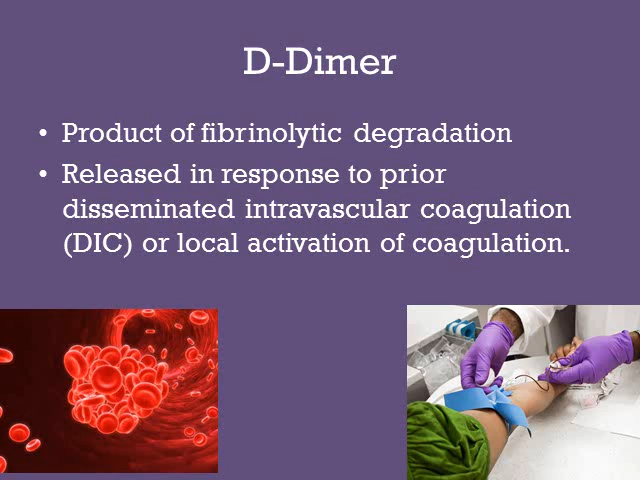 D-Dimer
• Product of fibrinolytic degradation
• Released in response to prior
disseminated intravascular coagulation
(DIC) or local activation of coagulation.